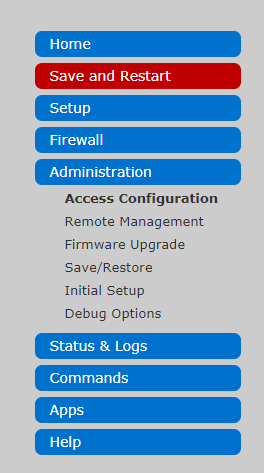 Home
Save and Restart
Setup
Firewall
Administration
Access Configuration
Remote Management
Firmware Upgrade
Save/Restore
Initial Setup
Debug Options
Status & Logs
Commands
Apps
Help